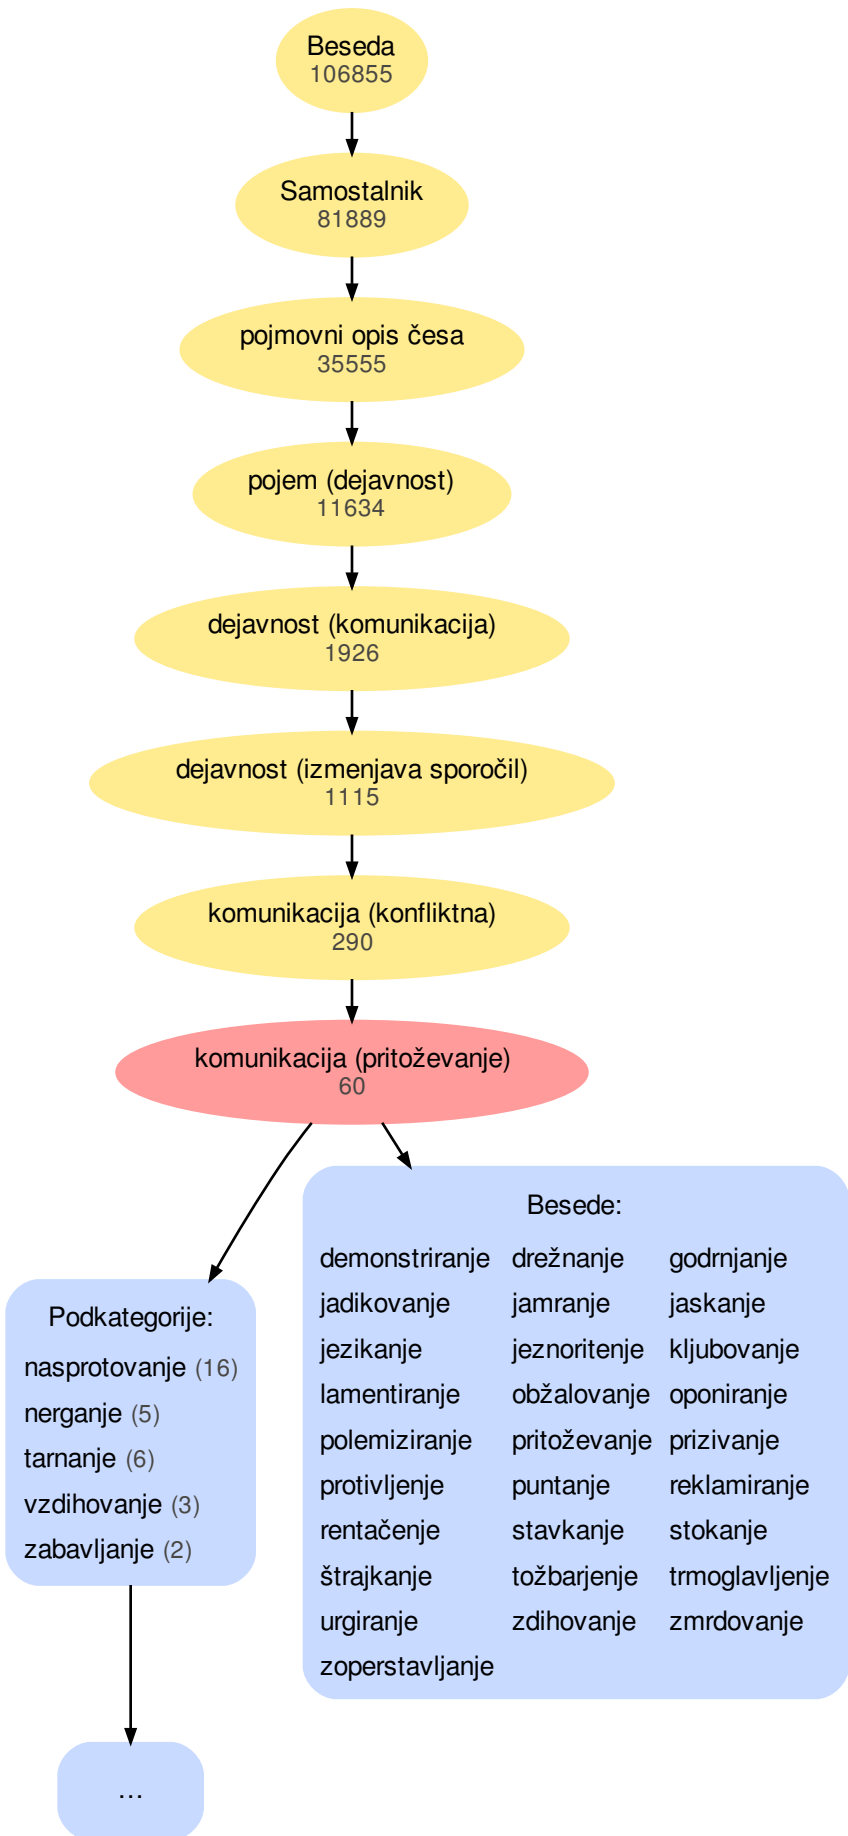 Beseda
106855
Samostalnik
81889
pojmovni opis česa
35555
pojem (dejavnost)
11634
dejavnost (komunikacija)
1926
dejavnost (izmenjava sporočil)
1115
komunikacija (konfliktna)
290
komunikacija (pritoževanje)
60
Podkategorije:
nasprotovanje (16)
nerganje (5)
tarnanje (6)
vzdihovanje (3)
zabavljanje (2)
...
Besede:
demonstriranje drežnanje godrnjanje
jadikovanje jamranje jaskanje
jezikanje jeznoritenje kljubovanje
lamentiranje obžalovanje oponiranje
polemiziranje pritoževanje prizivanje
protivljenje puntanje reklamiranje
rentačenje stavkanje stokanje
štrajkanje tožbarjenje trmoglavljenje
urgiranje zdihovanje zmrdovanje
zoperstavljanje